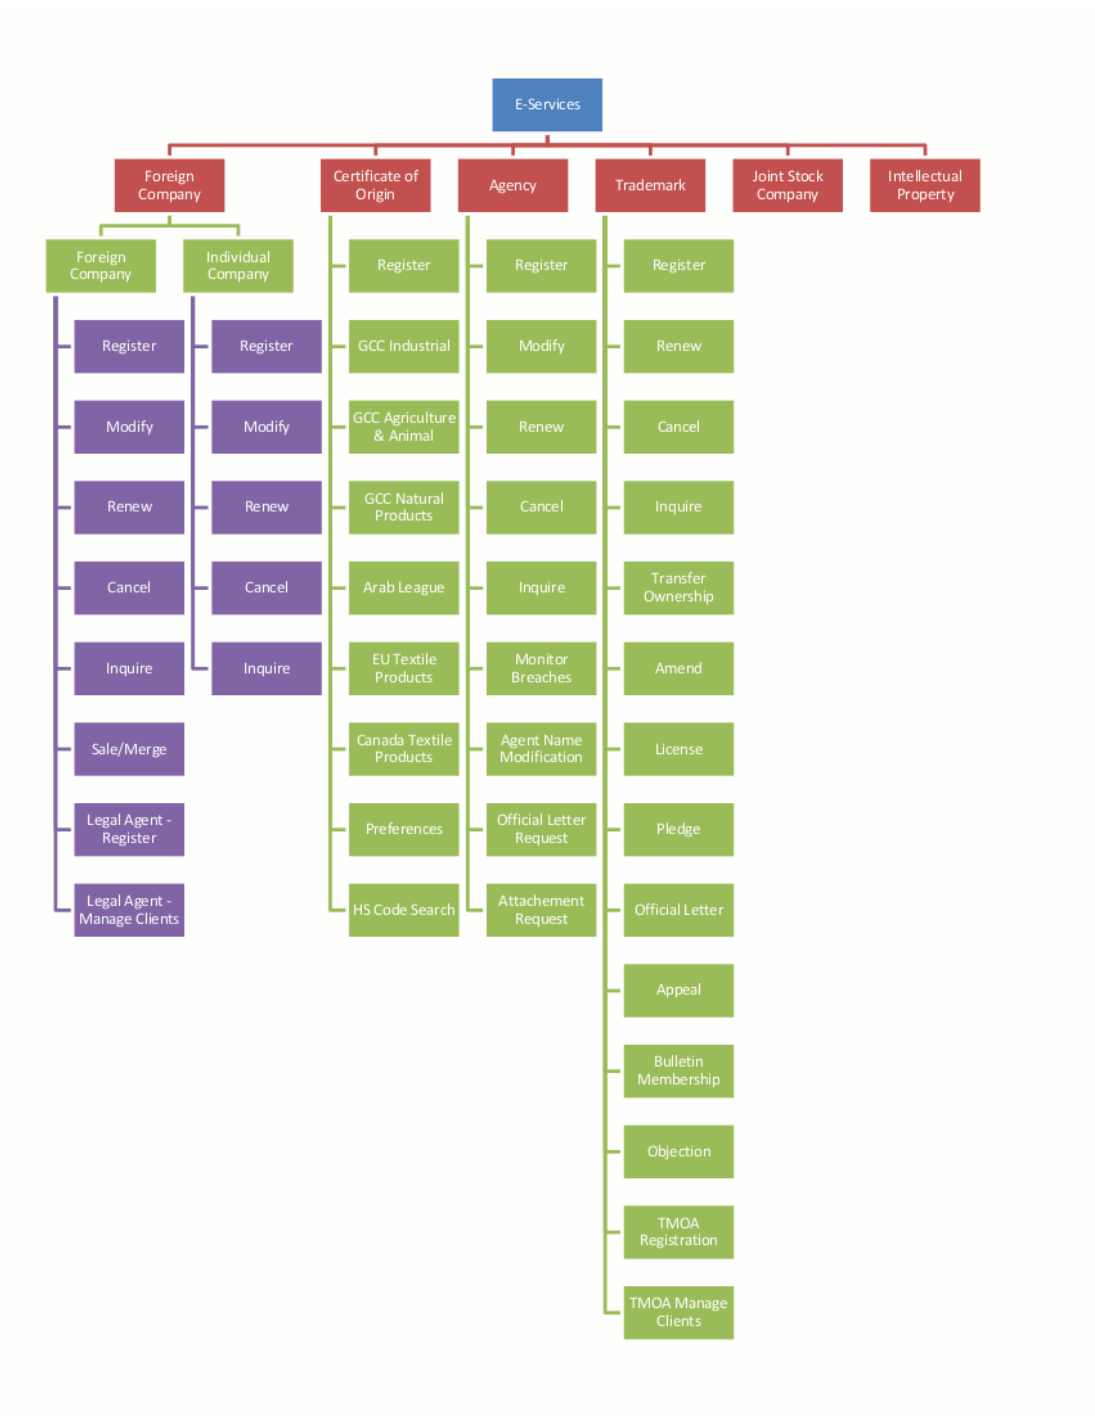 E-Services
Foreign
Company
Certificate of
Origin
Agency
Trademark
Joint Stock
Company
Intellectual
Property
Foreign
Company
Register
Modify
Renew
Cancel
Inquire
Sale/Merge
Legal Agent -
Register
Legal Agent -
Manage Clients
Individual
Company
Register
Modify
Renew
Cancel
Inquire
Register
GCC Industrial
GCC Agriculture
& Animal
GCC Natural
Products
Arab League
EU Textile
Products
Canada Textile
Products
Preferences
HS Code Search
Register
Modify
Renew
Cancel
Inquire
Monitor
Breaches
Agent Name
Modification
Official Letter
Request
Attachement
Request
Register
Renew
Cancel
Inquire
Transfer
Ownership
Amend
License
Pledge
Official Letter
Appeal
Bulletin
Membership
Objection
TMOA
Registration
TMOA Manage
Clients